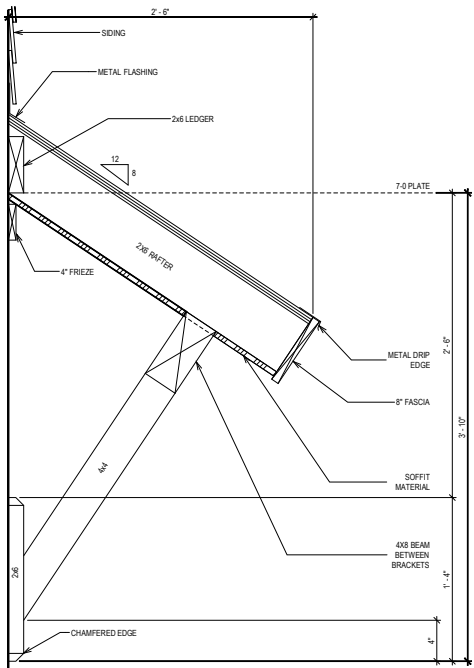 2' - 6"
SIDING
METAL FLASHING
2x6 LEDGER
12
8
7-0 PLATE
2X6 RAFTER
4" FRIEZE
METAL DRIP
EDGE
2' - 6"
8" FASCIA
3' - 10"
4x4
SOFFIT
MATERIAL
2x6
4X8 BEAM
BETWEEN
BRACKETS
1' - 4"
CHAMFERED EDGE
4"